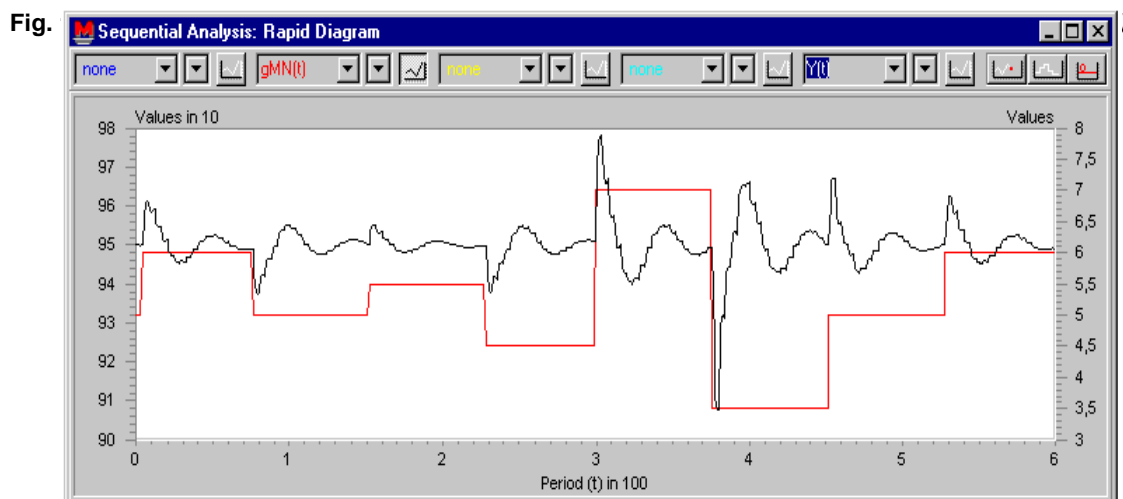 Fig.
Sequential Analysis: Rapid Diagram
none gMN(t) none none Y(t)
Values in 10 Values
98 8
97 7,5
96 7
95 6,5
94 6
93 5,5
92 5
91 4,5
90 4
3,5
3
0 1 2 3 4 5 6
Period (t) in 100